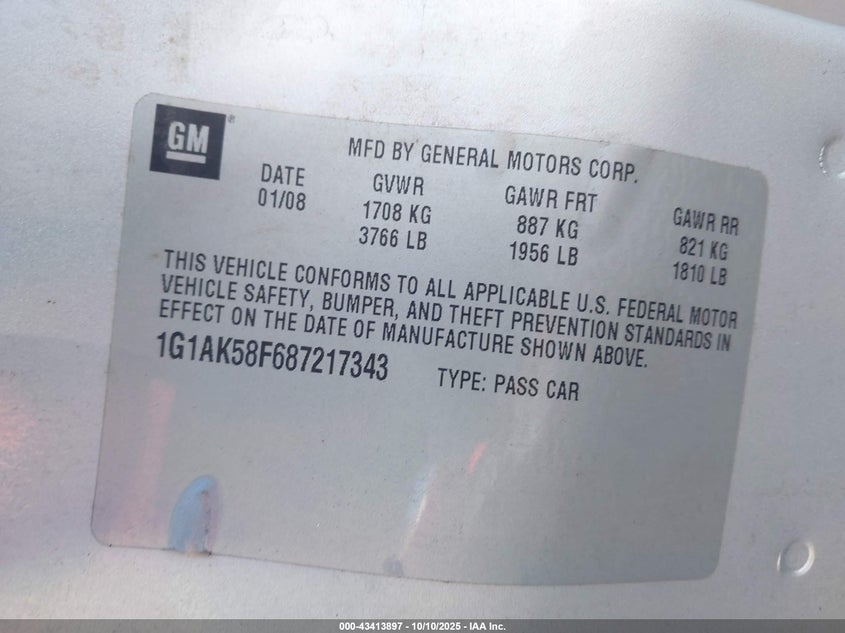 GM®
MFD BY GENERAL MOTORS CORP.
DATE GVWR GAWR FRT GAWR RR
01/08 1708 KG 887 KG 821 KG
3766 LB 1956 LB 1810 LB
THIS VEHICLE CONFORMS TO ALL APPLICABLE U.S. FEDERAL MOTOR
VEHICLE SAFETY, BUMPER, AND THEFT PREVENTION STANDARDS IN
EFFECT ON THE DATE OF MANUFACTURE SHOWN ABOVE.
1G1AK58F687217343 TYPE: PASS CAR
000-43413897 - 10/10/2025 - IAA Inc.